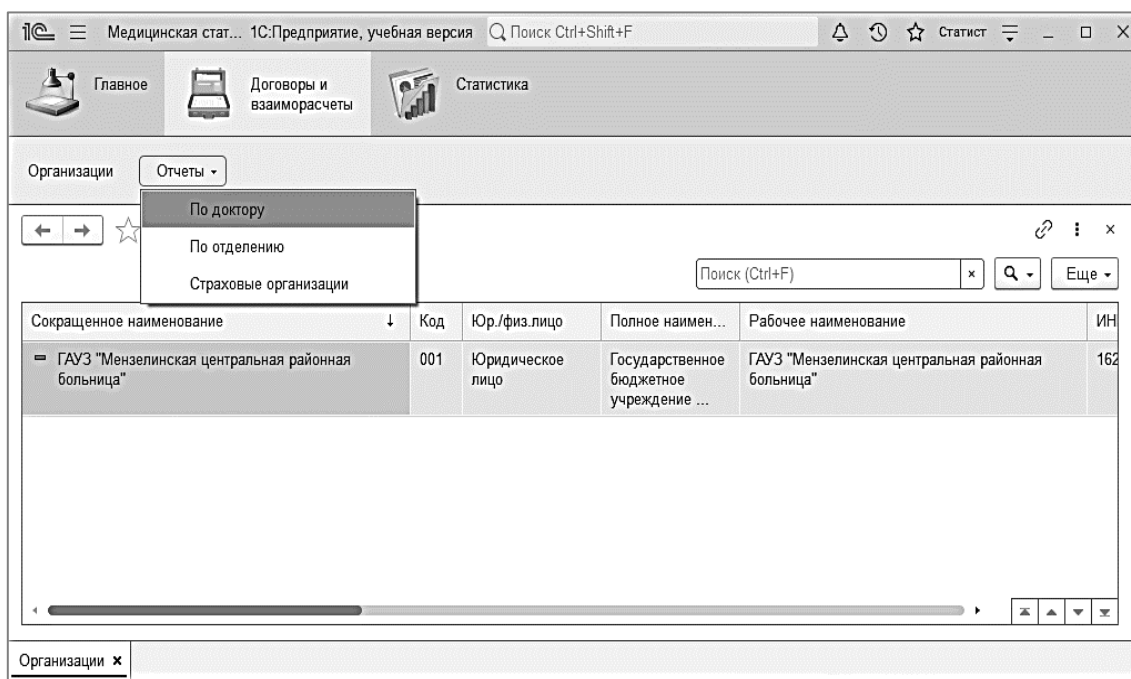 1С Медицинская стат... 1С:Предприятие, учебная версия Поиск Ctrl+Shift+F Статист
Главное
Договоры и
взаиморасчеты
Статистика
Организации Отчеты
По доктору
По отделению
Страховые организации
Поиск (Ctrl+F) × Еще
Сокращенное наименование ↓ Код Юр./физ.лицо Полное наимен... Рабочее наименование ИН
ГАУЗ "Мензелинская центральная районная
больница"
001
Юридическое
лицо
Государственное
бюджетное
учреждение ...
ГАУЗ "Мензелинская центральная районная
больница"
162
Организации ×